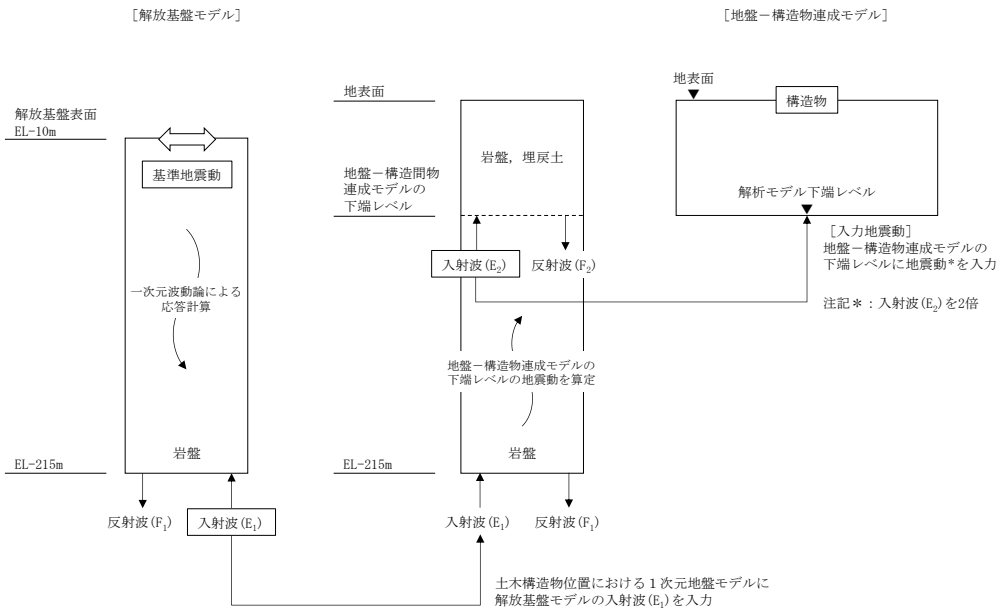 [解放基盤モデル]
解放基盤表面
EL-10m
基準地震動
一次元波動論による
応答計算
岩盤
EL-215m
反射波(F₁)
入射波(E₁)
地表面
岩盤，埋戻土
地盤－構造間物
連成モデルの
下端レベル
入射波(E₂)
反射波(F₂)
地盤－構造物連成モデルの
下端レベルの地震動を算定
岩盤
EL-215m
入射波(E₁)
反射波(F₁)
土木構造物位置における１次元地盤モデルに
解放基盤モデルの入射波(E₁)を入力
[地盤－構造物連成モデル]
地表面
構造物
解析モデル下端レベル
[入力地震動]
地盤－構造物連成モデルの
下端レベルに地震動*を入力
注記＊：入射波(E₂)を2倍